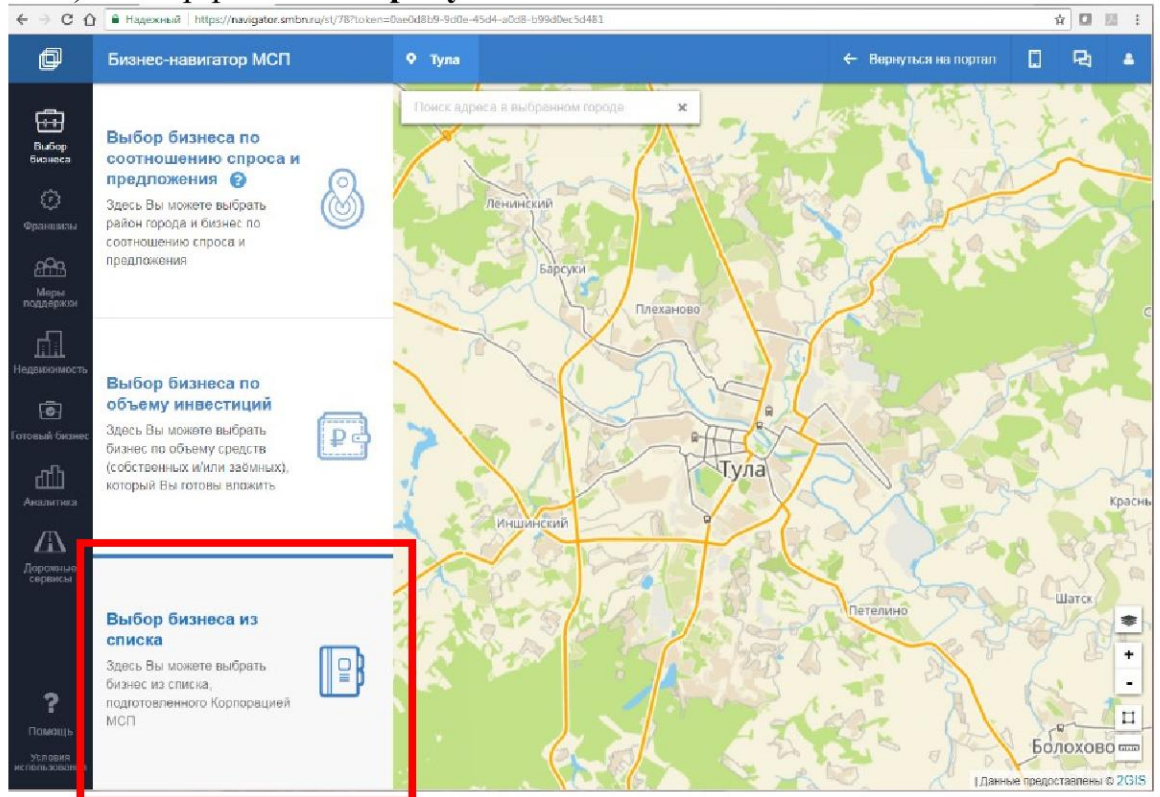 Надежный | https://navigator.smbn.ru/st/78?token=0ae0d8b9-9d0e-45d4-a0d8-b99d0ec5d481
Бизнес-навигатор МСП
Тула
Вернуться на портал
Выбор
бизнеса
Франшизы
Меры
поддержки
Недвижимость
Готовый бизнес
Аналитика
Дорожные
сервисы
?
Помощь
Условия
использования
Выбор бизнеса по
соотношению спроса и
предложения ?
Здесь Вы можете выбрать
район города и бизнес по
соотношению спроса и
предложения
Выбор бизнеса по
объему инвестиций
Здесь Вы можете выбрать
бизнес по объему средств
(собственных и/или заёмных),
который Вы готовы вложить
Выбор бизнеса из
списка
Здесь Вы можете выбрать
бизнес из списка,
подготовленного Корпорацией
МСП
Поиск адреса в выбранном городе
Ленинский
Барсуки
Плеханово
Тула
Иншинский
Красны
Шатск
Петелино
Болохово
+
-
| Данные предоставлены © 2GIS